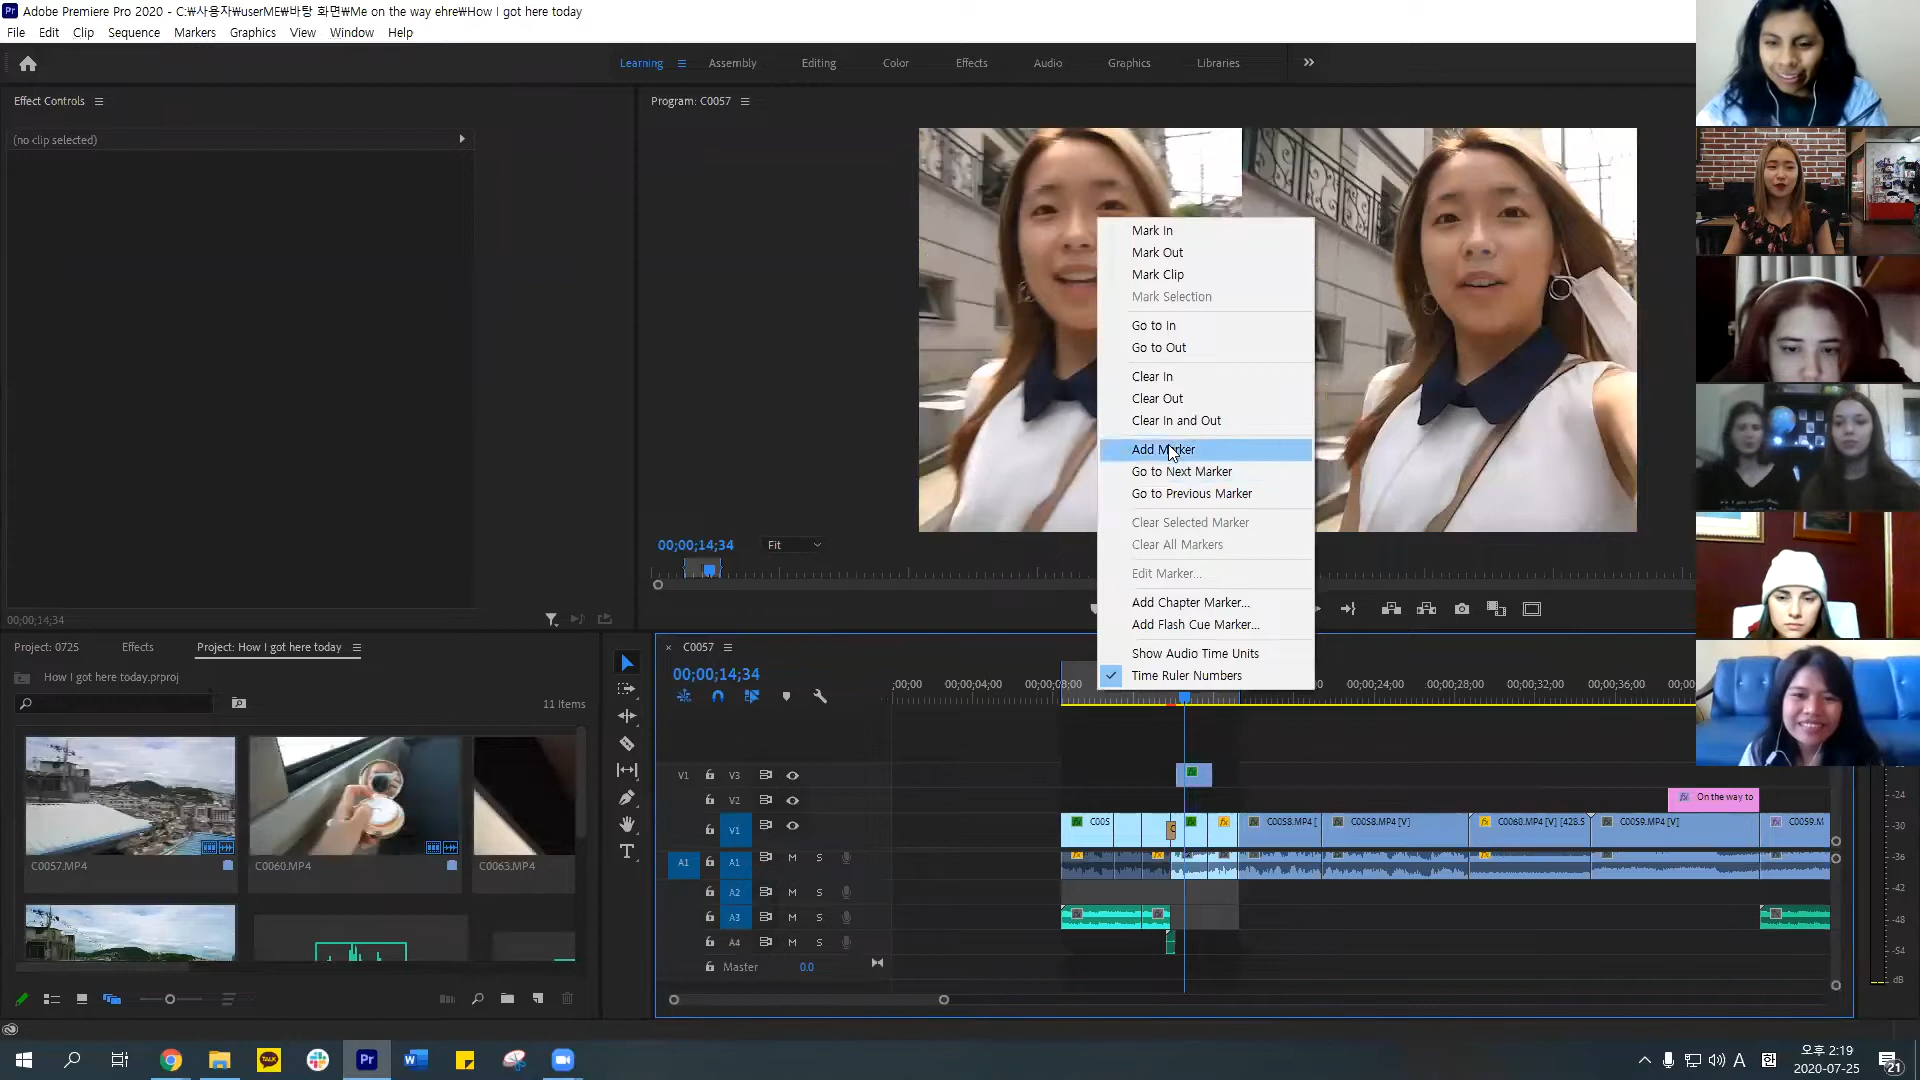 Pr Adobe Premiere Pro 2020 - C:₩사용자₩userME₩바탕 화면₩Me on the way ehre₩How I got here today
File Edit Clip Sequence Markers Graphics View Window Help
Learning Assembly Editing Color Effects Audio Graphics Libraries
Effect Controls
(no clip selected)
00;00;14;34
Program: C0057
00;00;14;34 Fit
Mark In
Mark Out
Mark Clip
Mark Selection
Go to In
Go to Out
Clear In
Clear Out
Clear In and Out
Add Marker
Go to Next Marker
Go to Previous Marker
Clear Selected Marker
Clear All Markers
Edit Marker...
Add Chapter Marker...
Add Flash Cue Marker...
Show Audio Time Units
Time Ruler Numbers
Project: 0725 Effects Project: How I got here today
How I got here today.prproj
11 Items
C0057.MP4 C0060.MP4 C0063.MP4
C0057
00;00;14;34
:00;00 00;00;04;00 00;00;08;00 00;00;24;00 00;00;28;00 00;00;32;00 00;00;36;00
V1 V3
V2 On the way to
V1 C005 C0058.MP4 [ C0058.MP4 [V] C0060.MP4 [V] [428.5 C0059.MP4 [V] C0059.M
A1 A1 M S
A2 M S
A3 M S
A4 M S
Master 0.0
-24
-30
-36
-42
-48
-54
dB
TALK Pr A 한
오후 2:19
2020-07-25
21